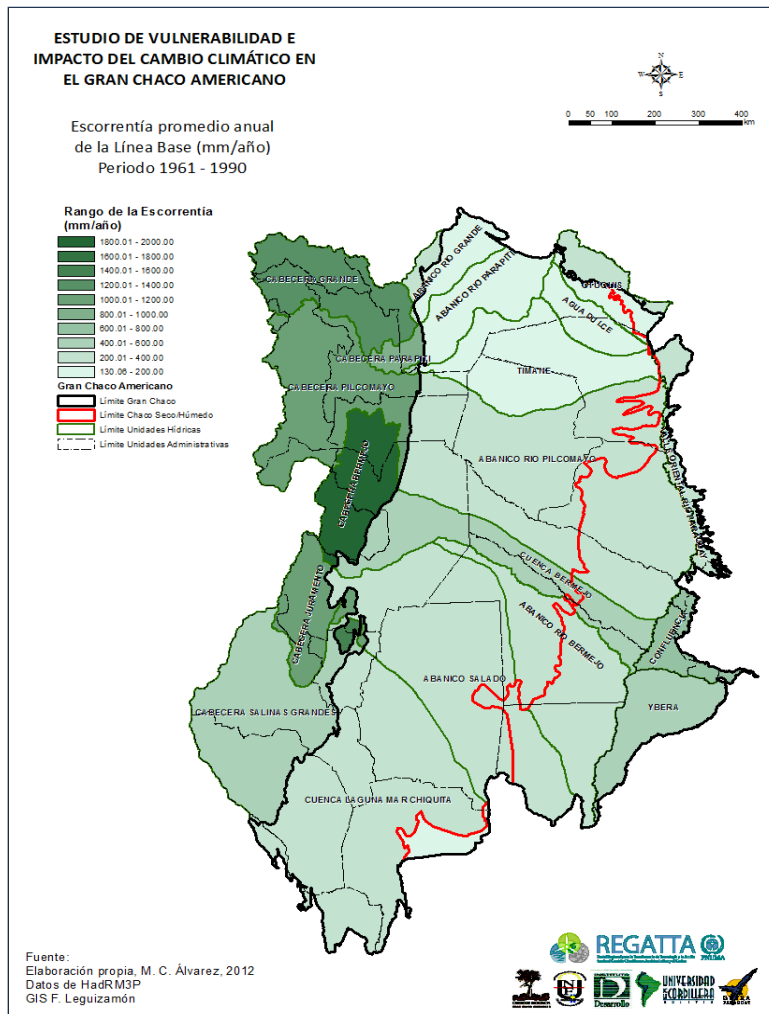 ESTUDIO DE VULNERABILIDAD E
IMPACTO DEL CAMBIO CLIMÁTICO EN
EL GRAN CHACO AMERICANO
Escorrentía promedio anual
de la Línea Base (mm/año)
Periodo 1961 - 1990
N
W E
S
0 50 100 200 300 400
km
Rango de la Escorrentía
(mm/año)
1800.01 - 2000.00
1600.01 - 1800.00
1400.01 - 1600.00
1200.01 - 1400.00
1000.01 - 1200.00
800.01 - 1000.00
600.01 - 800.00
400.01 - 600.00
200.01 - 400.00
130.06 - 200.00
Gran Chaco Americano
Límite Gran Chaco
Límite Chaco Seco/Húmedo
Límite Unidades Hídricas
Límite Unidades Administrativas
CABECERA GRANDE
ABANICO RIO GRANDE
ABANICO RIO PARAPITI
OTUQUIS
AGUA DULCE
CABECERA PARAPITI
TIMANE
CABECERA PILCOMAYO
CABECERA BERMEJO
ABANICO RIO PILCOMAYO
VALLE ORIENTAL RIO PARAGUAY
CUENCA BERMEJO
CABECERA JURAMENTO
ABANICO RIO BERMEJO
CONFLUENCIA
ABANICO SALADO
CABECERA SALINAS GRANDES
YBERA
CUENCA LAGUNA MAR CHIQUITA
Fuente:
Elaboración propia, M. C. Álvarez, 2012
Datos de HadRM3P
GIS F. Leguizamón
REGATTA
PNUMA
Desarrollo
UNIVERSIDAD
CORDILLERA
BOLIVIA